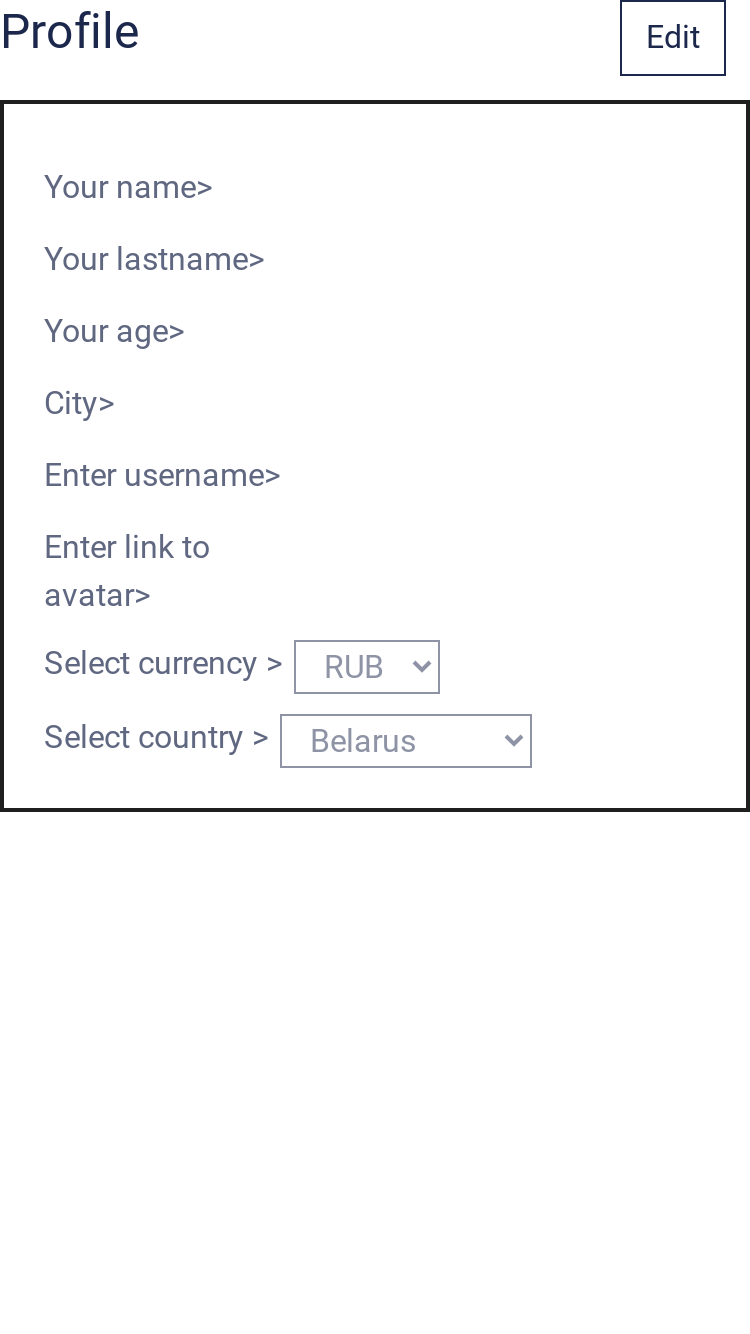 Profile
Edit
Your name>
Your lastname>
Your age>
City>
Enter username>
Enter link to
avatar>
Select currency > RUB
Select country > Belarus